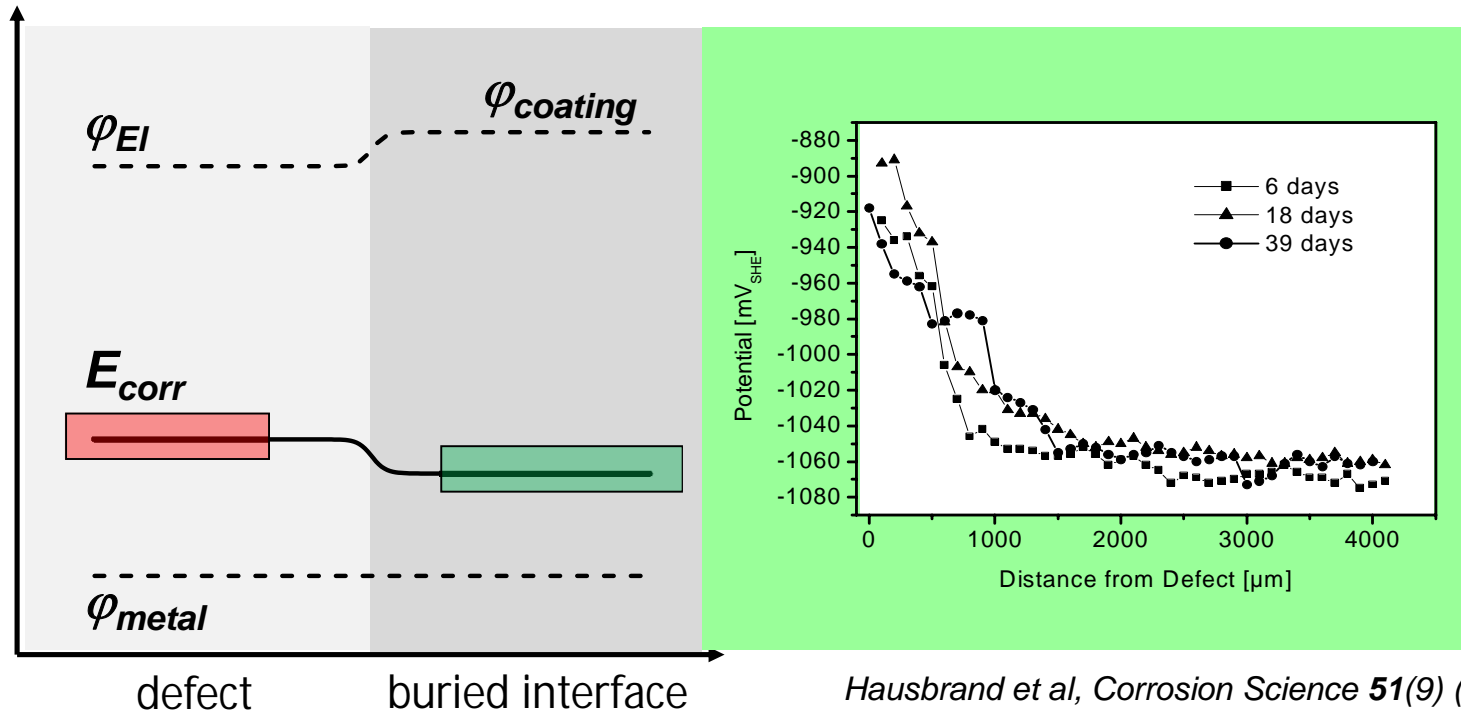 φEl
φcoating
Ecorr
φmetal
defect
buried interface
-880
-900
-920
-940
-960
-980
-1000
-1020
-1040
-1060
-1080
Potential [mVSHE]
6 days
18 days
39 days
0 1000 2000 3000 4000
Distance from Defect [µm]
Hausbrand et al, Corrosion Science 51(9) (